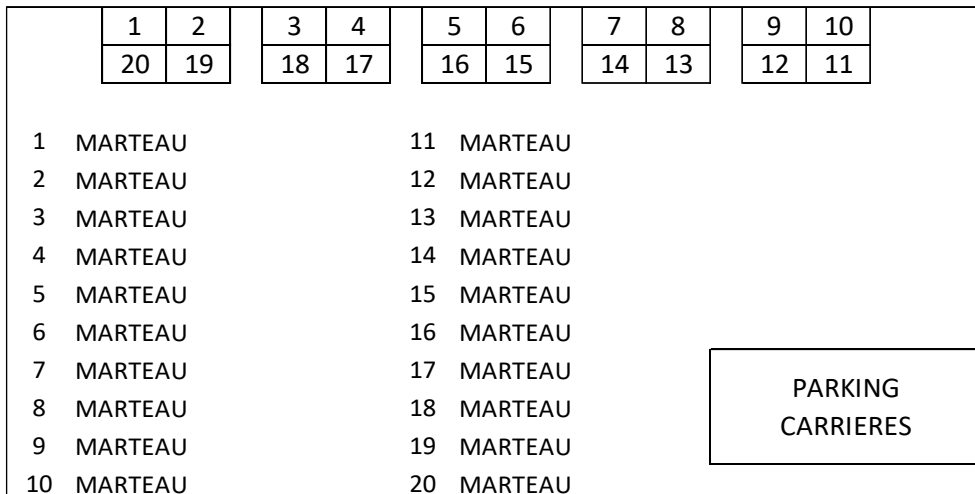 1 2 3 4 5 6 7 8 9 10
20 19 18 17 16 15 14 13 12 11
1 MARTEAU
2 MARTEAU
3 MARTEAU
4 MARTEAU
5 MARTEAU
6 MARTEAU
7 MARTEAU
8 MARTEAU
9 MARTEAU
10 MARTEAU
11 MARTEAU
12 MARTEAU
13 MARTEAU
14 MARTEAU
15 MARTEAU
16 MARTEAU
17 MARTEAU
18 MARTEAU
19 MARTEAU
20 MARTEAU
PARKING
CARRIERES